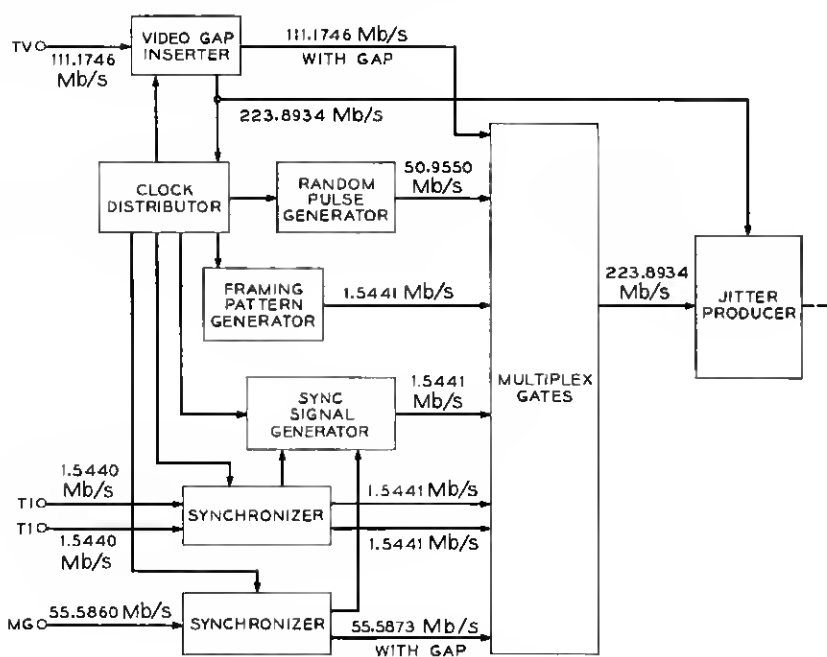 TV
111.1746
Mb/s
VIDEO GAP
INSERTER
111.1746 Mb/s
WITH GAP
223.8934 Mb/s
CLOCK
DISTRIBUTOR
RANDOM
PULSE
GENERATOR
50.9550
Mb/s
FRAMING
PATTERN
GENERATOR
1.5441 Mb/s
MULTIPLEX
GATES
223.8934
Mb/s
JITTER
PRODUCER
SYNC
SIGNAL
GENERATOR
1.5441
Mb/s
1.5440
Mb/s
T1
T1
1.5440
Mb/s
SYNCHRONIZER
1.5441 Mb/s
1.5441 Mb/s
MG
55.5860 Mb/s
SYNCHRONIZER
55.5873 Mb/s
WITH GAP